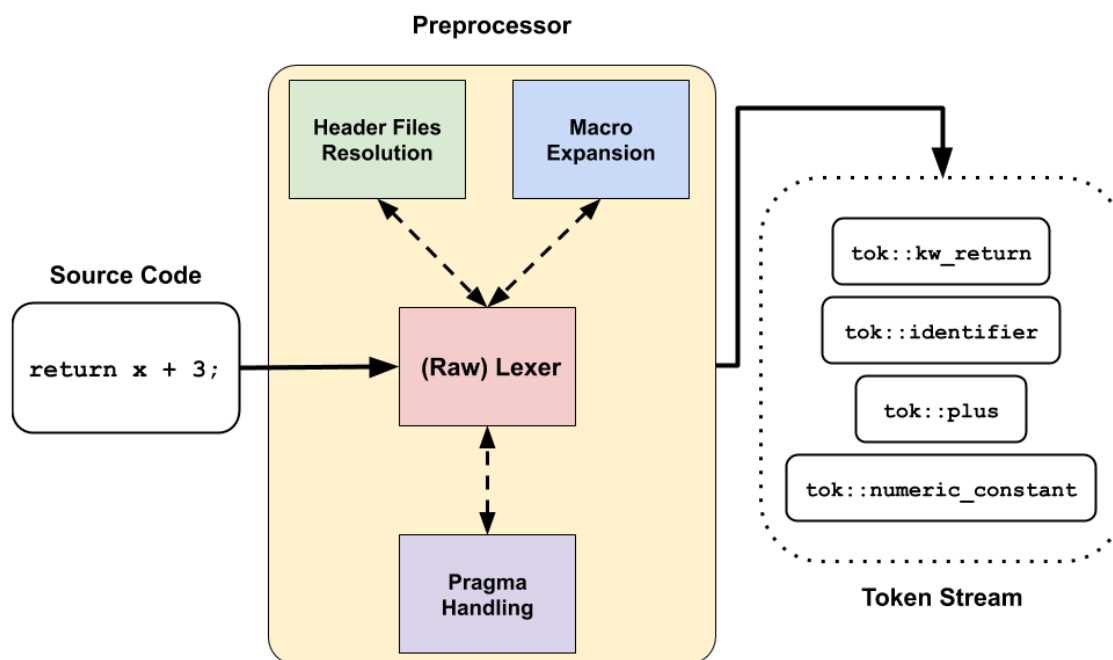 Preprocessor
Header Files
Resolution
Macro
Expansion
Source Code
return x + 3;
(Raw) Lexer
Pragma
Handling
tok::kw_return
tok::identifier
tok::plus
tok::numeric_constant
Token Stream